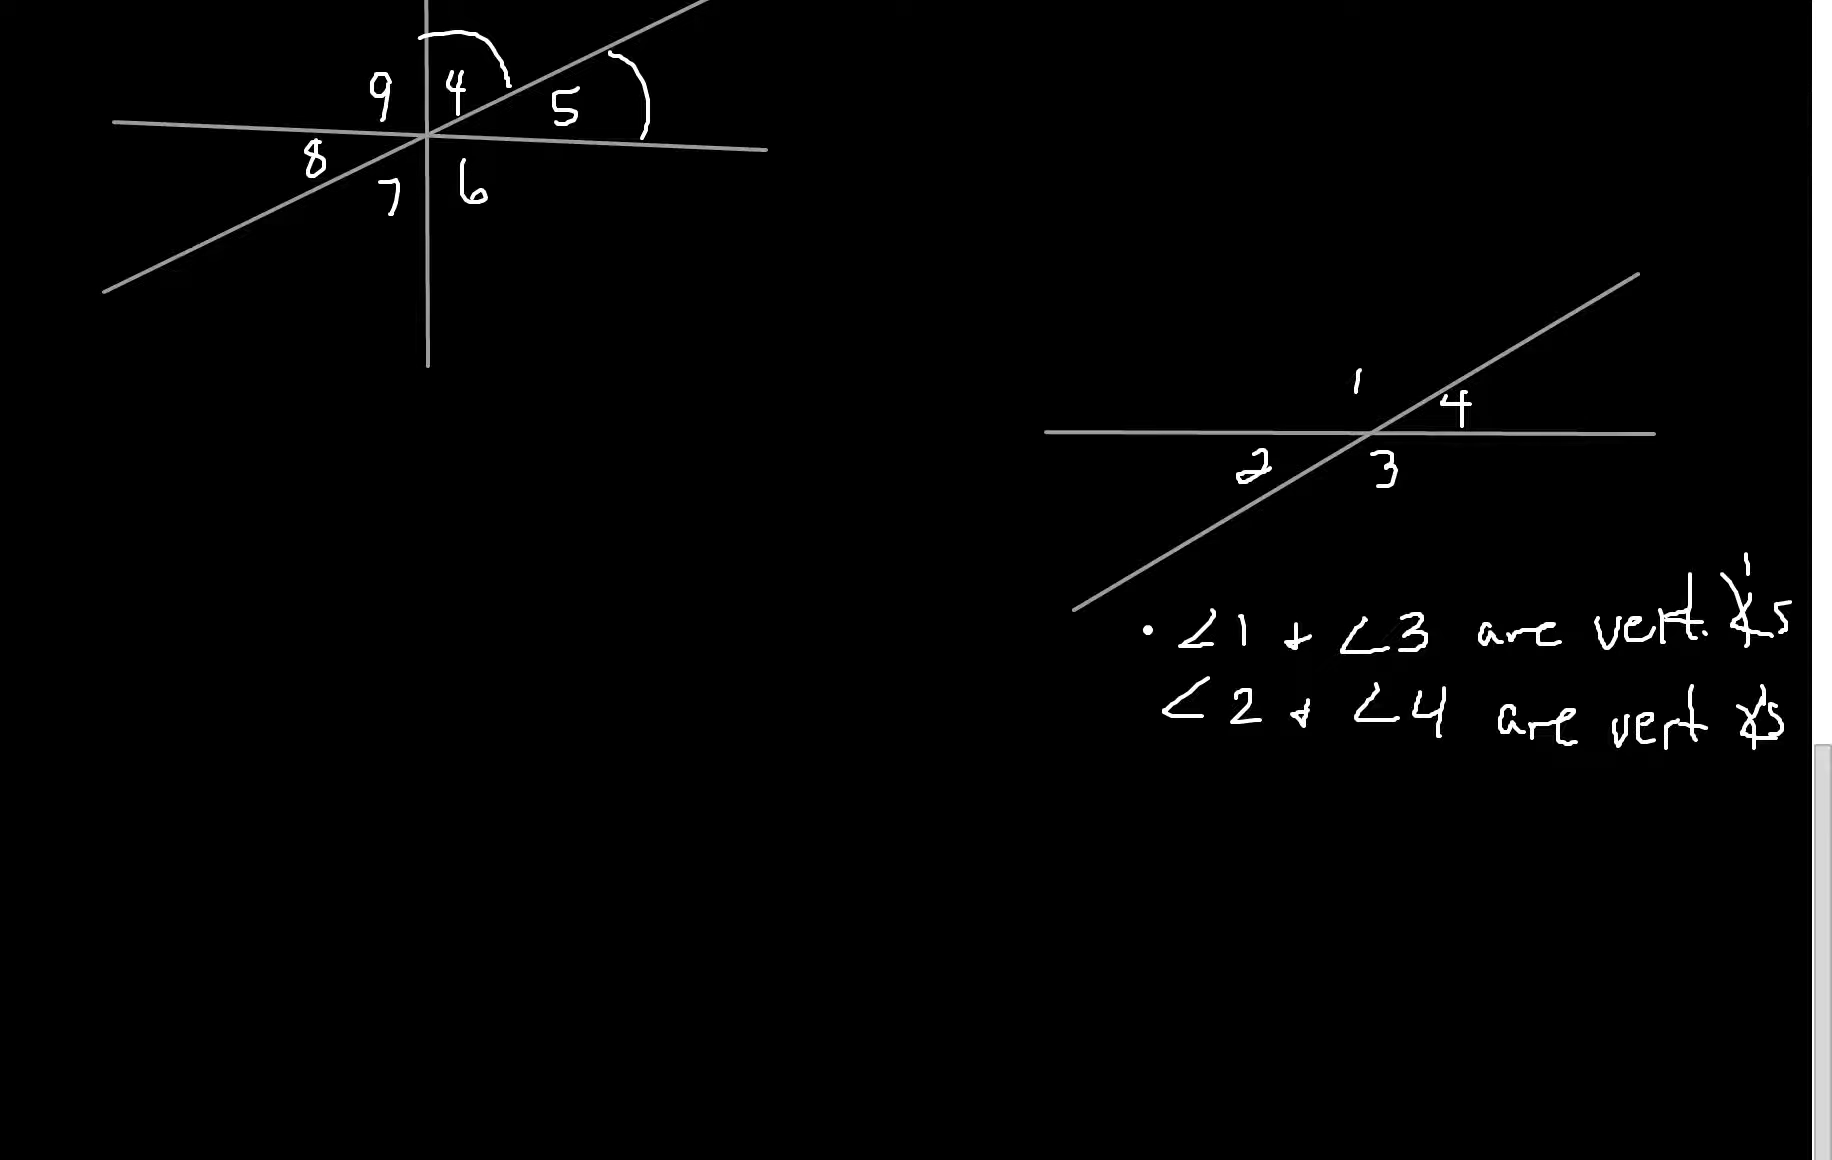 9 4 5
8 7 6
1
4
2 3
• ∠1 + ∠3 are vert. ∠s
∠2 + ∠4 are vert ∠s